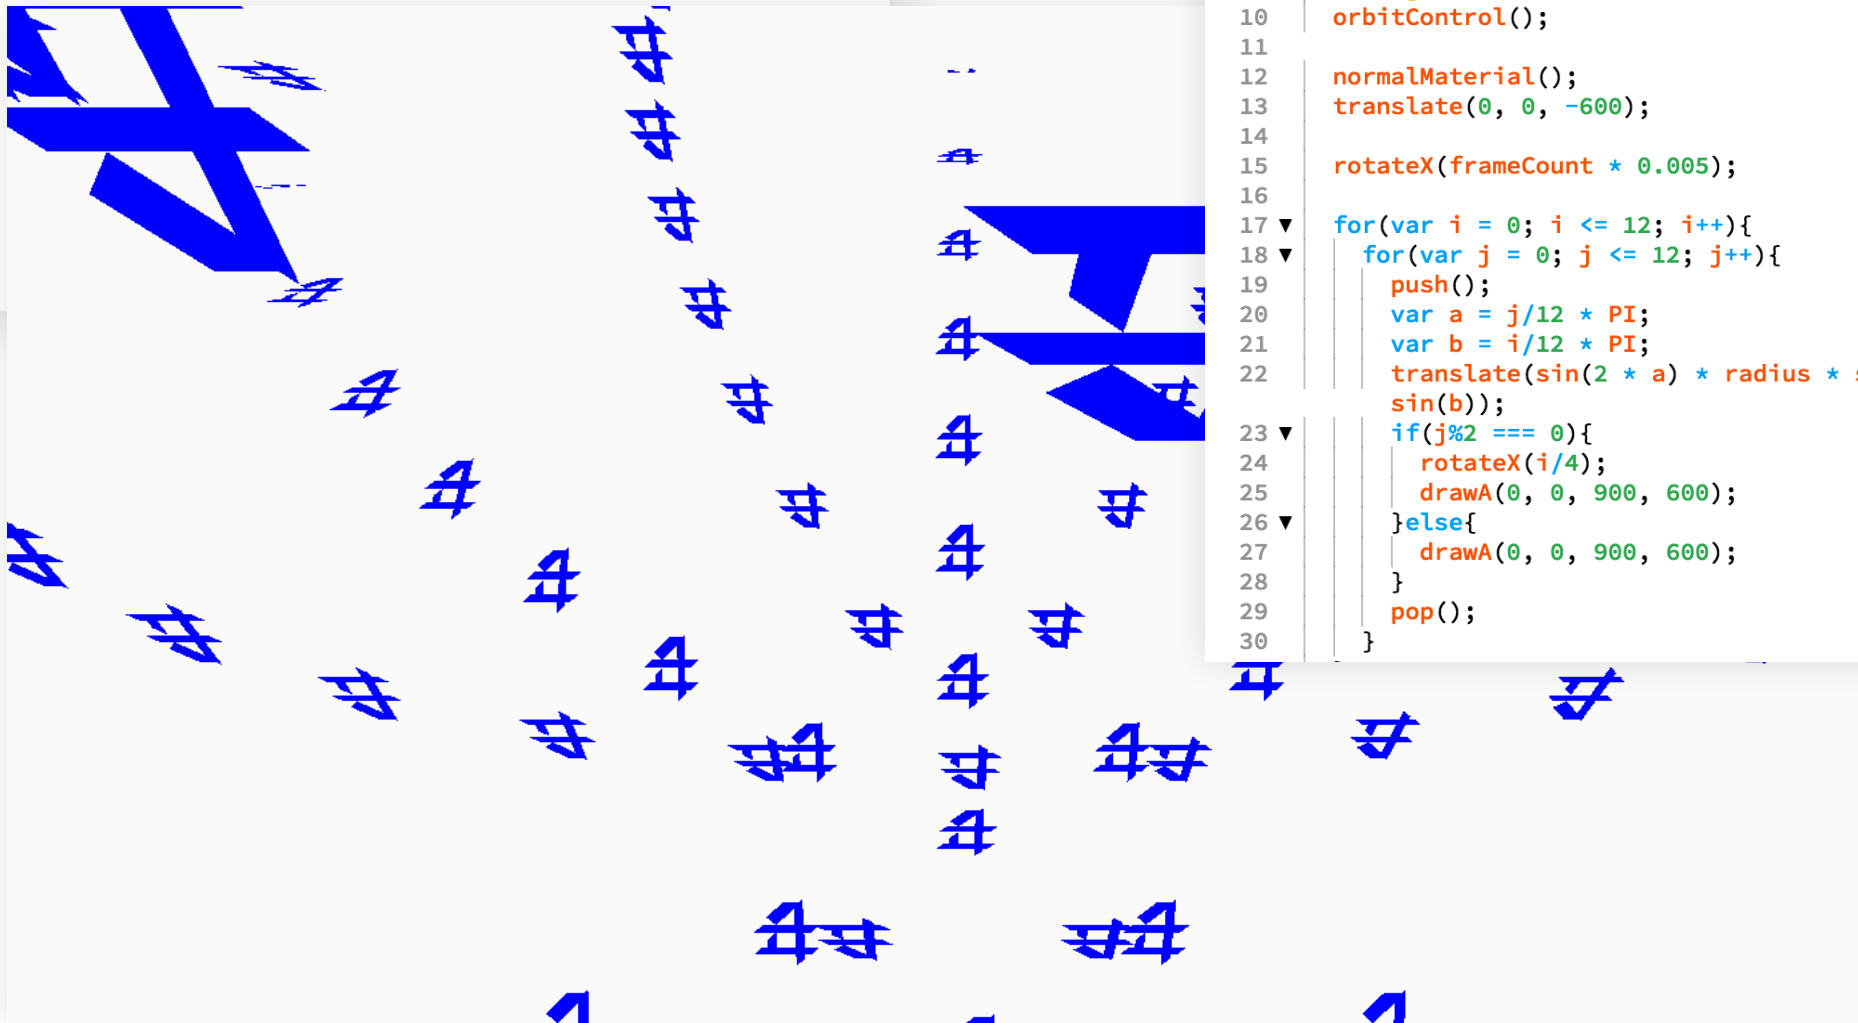 10 orbitControl();
11
12 normalMaterial();
13 translate(0, 0, -600);
14
15 rotateX(frameCount * 0.005);
16
17 for(var i = 0; i <= 12; i++){
18 for(var j = 0; j <= 12; j++){
19 push();
20 var a = j/12 * PI;
21 var b = i/12 * PI;
22 translate(sin(2 * a) * radius *
sin(b));
23 if(j%2 === 0){
24 rotateX(i/4);
25 drawA(0, 0, 900, 600);
26 }else{
27 drawA(0, 0, 900, 600);
28 }
29 pop();
30 }